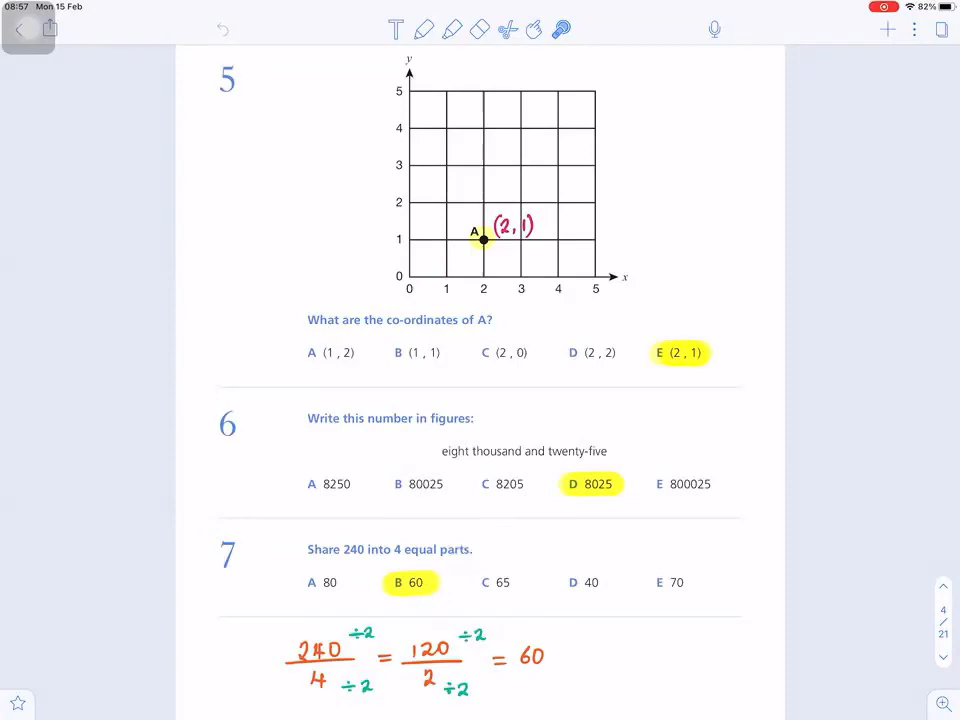 08:57 Mon 15 Feb 82%
5
y
5
4
3
2
A (2,1)
1
0
0 1 2 3 4 5 x
What are the co-ordinates of A?
A (1 , 2) B (1 , 1) C (2 , 0) D (2 , 2) E (2 , 1)
6 Write this number in figures:
eight thousand and twenty-five
A 8250 B 80025 C 8205 D 8025 E 800025
7 Share 240 into 4 equal parts.
A 80 B 60 C 65 D 40 E 70
÷2 ÷2
240 = 120 = 60
4 ÷2 2 ÷2
4
/
21
T